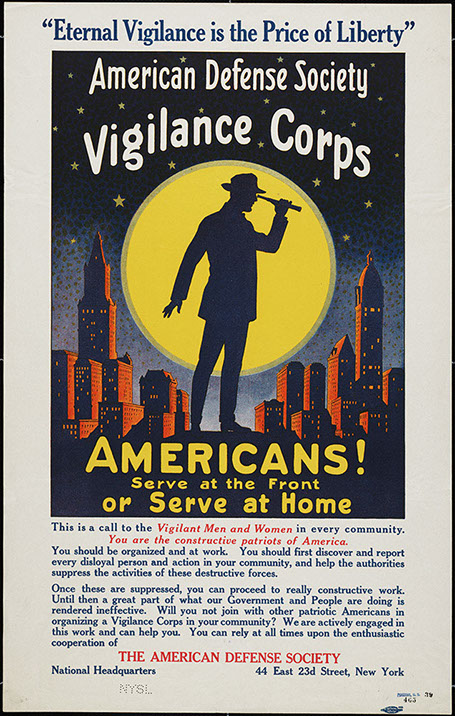 “Eternal Vigilance is the Price of Liberty”
American Defense Society
Vigilance Corps
AMERICANS!
Serve at the Front
or Serve at Home
This is a call to the Vigilant Men and Women in every community.
You are the constructive patriots of America.
You should be organized and at work. You should first discover and report
every disloyal person and action in your community, and help the authorities
suppress the activities of these destructive forces.
Once these are suppressed, you can proceed to really constructive work.
Until then a great part of what our Government and People are doing is
rendered ineffective. Will you not join with other patriotic Americans in
organizing a Vigilance Corps in your community? We are actively engaged in
this work and can help you. You can rely at all times upon the enthusiastic
cooperation of
THE AMERICAN DEFENSE SOCIETY
National Headquarters 44 East 23d Street, New York
NYSL
463
39